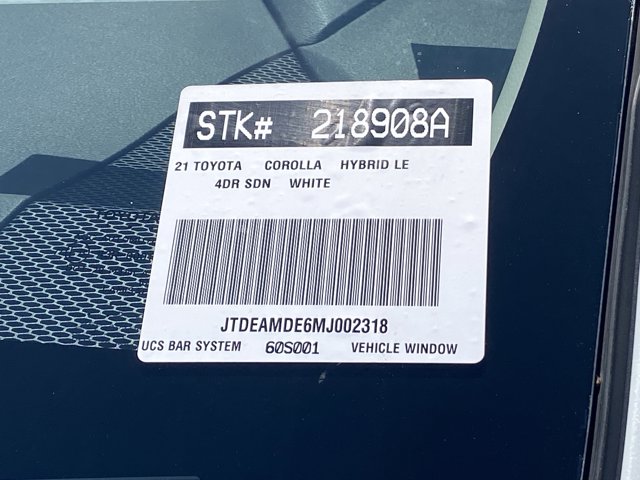 STK# 218908A
21 TOYOTA COROLLA HYBRID LE
4DR SDN WHITE
JTDEAMDE6MJ002318
UCS BAR SYSTEM 60S001 VEHICLE WINDOW